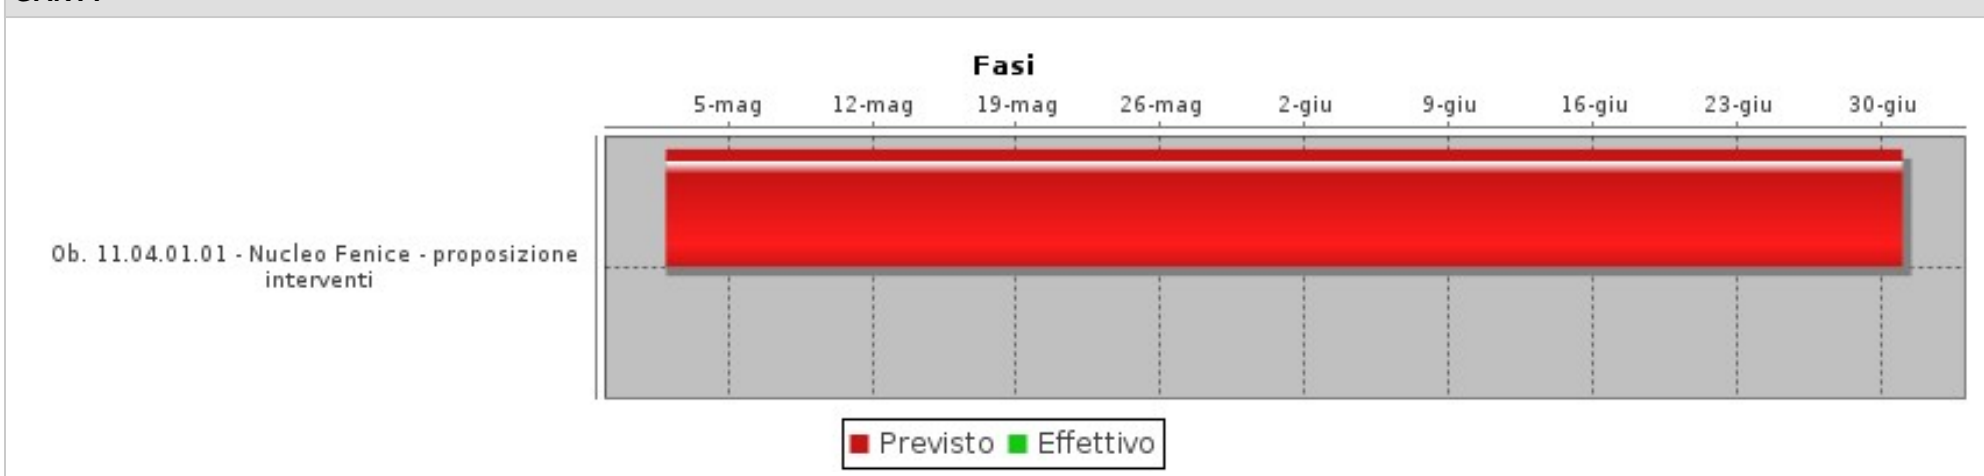 Fasi
5-mag 12-mag 19-mag 26-mag 2-giu 9-giu 16-giu 23-giu 30-giu
Ob. 11.04.01.01 - Nucleo Fenice - proposizione
interventi
Previsto Effettivo